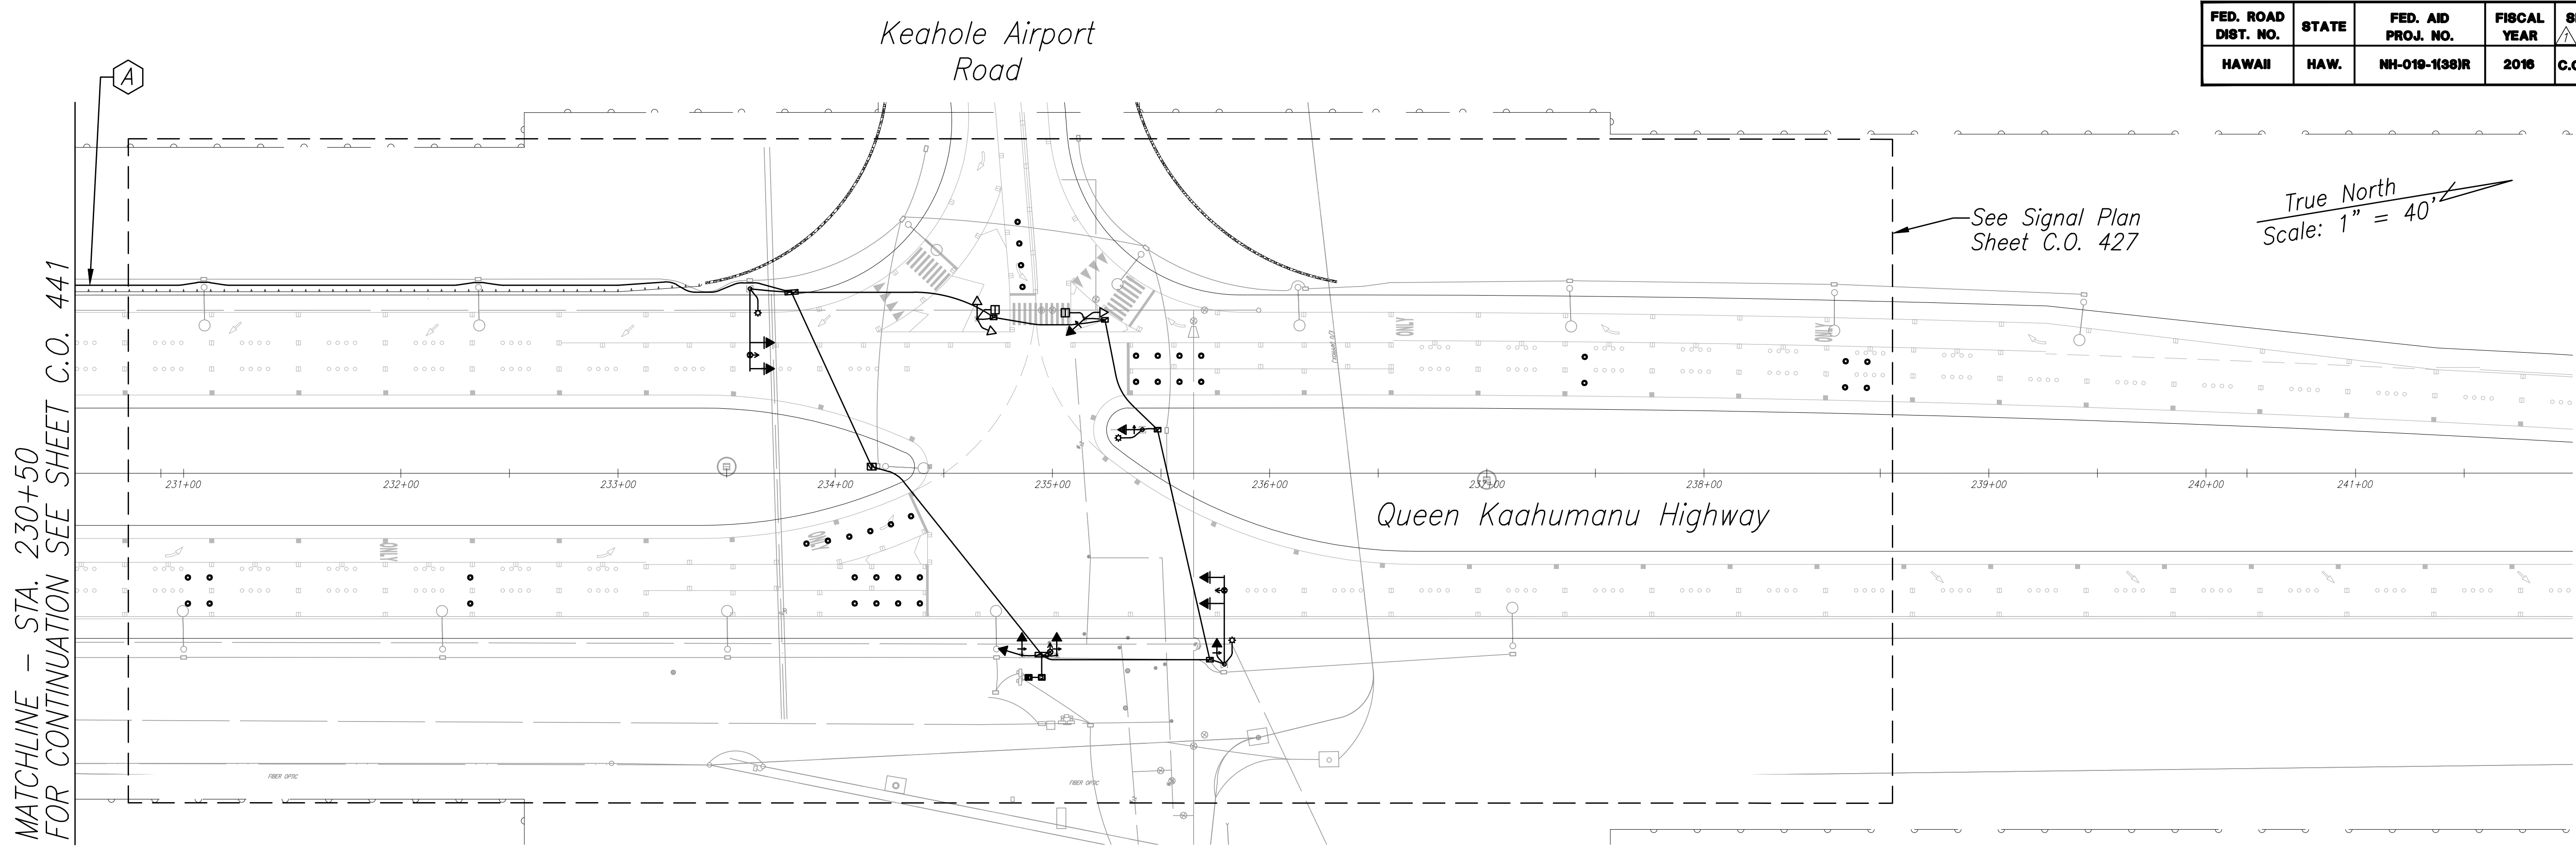 Keahole Airport
Road
FED. ROAD DIST. NO.
STATE
FED. AID PROJ. NO.
FISCAL YEAR
1
HAWAII
HAW.
NH-019-1(38)R
2016
A
See Signal Plan
Sheet C.O. 427
True North
Scale: 1" = 40'
MATCHLINE - STA. 230+50
FOR CONTINUATION SEE SHEET C.O. 441
ONLY
ONLY
231+00
232+00
233+00
234+00
235+00
236+00
237+00
238+00
239+00
240+00
241+00
Queen Kaahumanu Highway
ONLY
ONLY
FIBER OPTIC
FIBER OPTIC